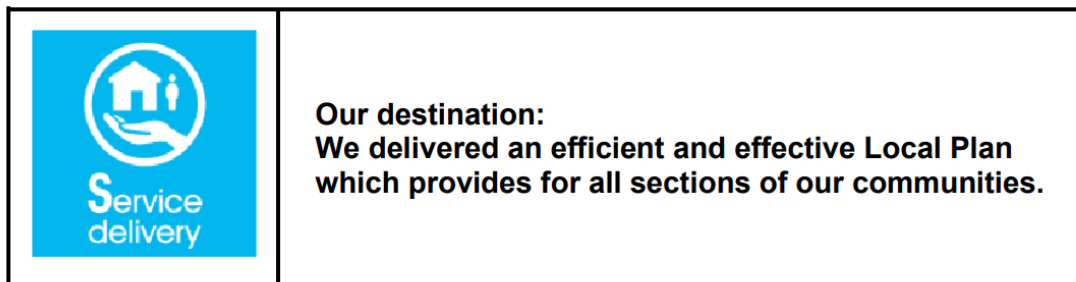 Service
delivery
Our destination:
We delivered an efficient and effective Local Plan
which provides for all sections of our communities.